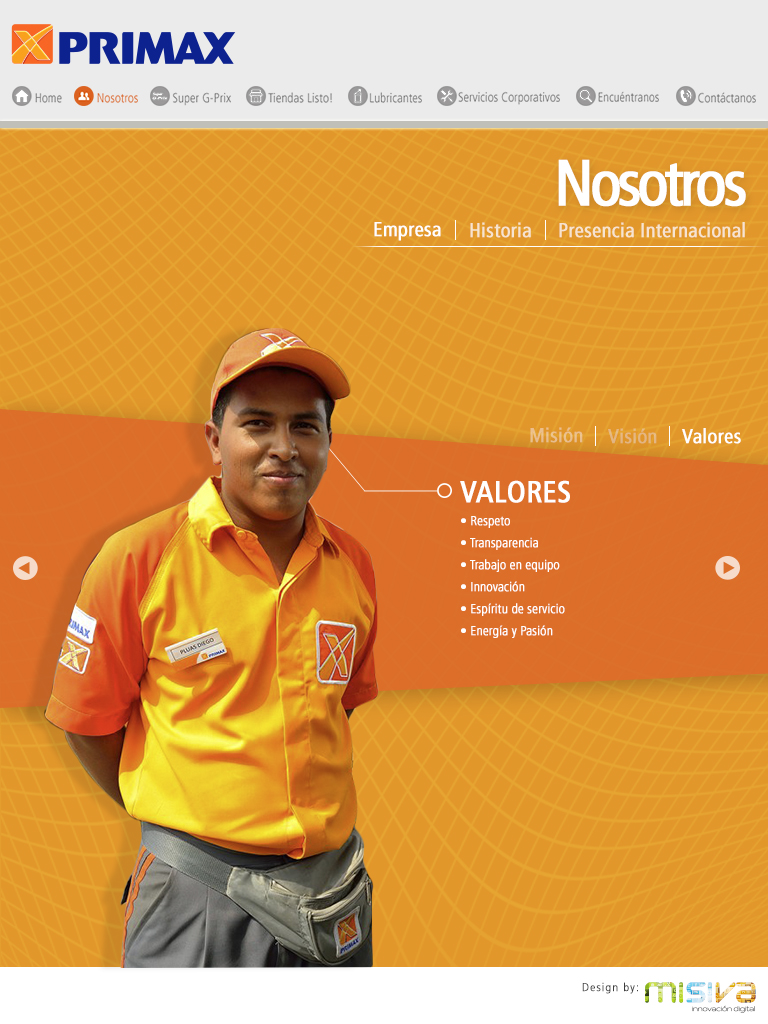 PRIMAX
Home
Nosotros
Super G-Prix
Tiendas Listo!
Lubricantes
Servicios Corporativos
Encuéntranos
Contáctanos
Nosotros
Empresa
Historia
Presencia Internacional
Misión
Visión
Valores
VALORES
• Respeto
• Transparencia
• Trabajo en equipo
• Innovación
• Espíritu de servicio
• Energía y Pasión
PLUAS DIEGO
PRIMAX
PRIMAX
Design by: misiva
innovación digital